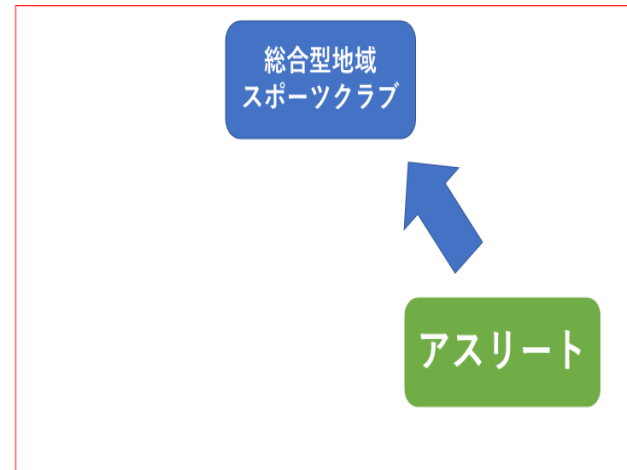 総合型地域
スポーツクラブ
アスリート